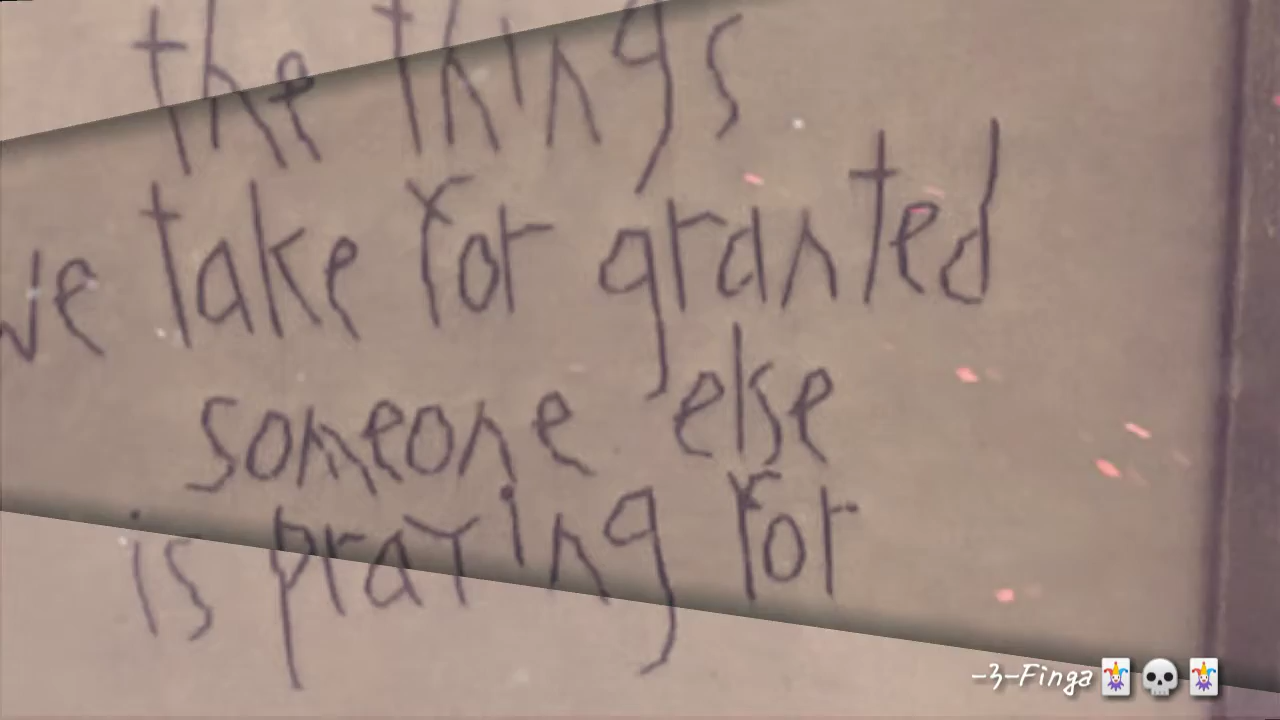 the things
we take for granted
someone else
is praying for
-3-Finga🃏💀🃏